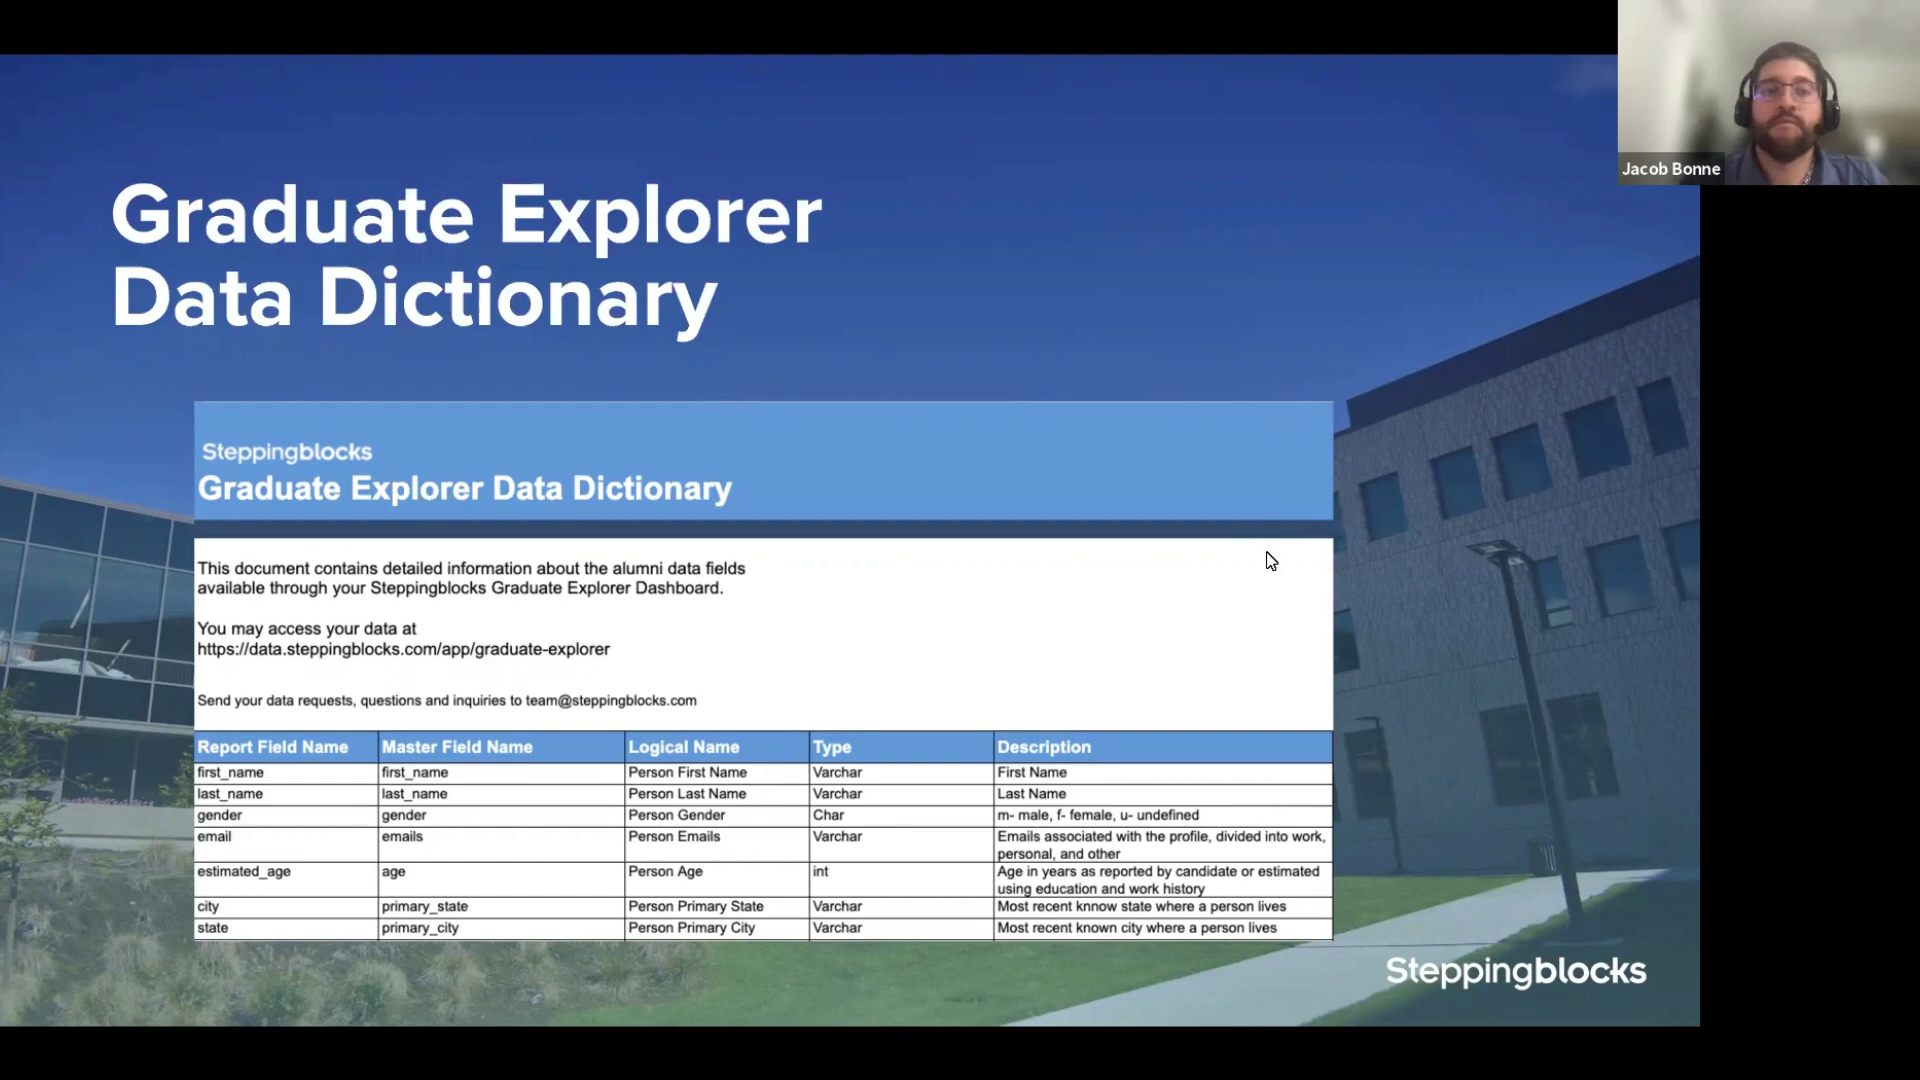 Jacob Bonne
Graduate Explorer
Data Dictionary
Steppingblocks
Graduate Explorer Data Dictionary
This document contains detailed information about the alumni data fields
available through your Steppingblocks Graduate Explorer Dashboard.
You may access your data at
https://data.steppingblocks.com/app/graduate-explorer
Send your data requests, questions and inquiries to team@steppingblocks.com
Report Field Name Master Field Name Logical Name Type Description
first_name first_name Person First Name Varchar First Name
last_name last_name Person Last Name Varchar Last Name
gender gender Person Gender Char m- male, f- female, u- undefined
email emails Person Emails Varchar Emails associated with the profile, divided into work,
personal, and other
estimated_age age Person Age int Age in years as reported by candidate or estimated
using education and work history
city primary_state Person Primary State Varchar Most recent knnow state where a person lives
state primary_city Person Primary City Varchar Most recent known city where a person lives
Steppingblocks